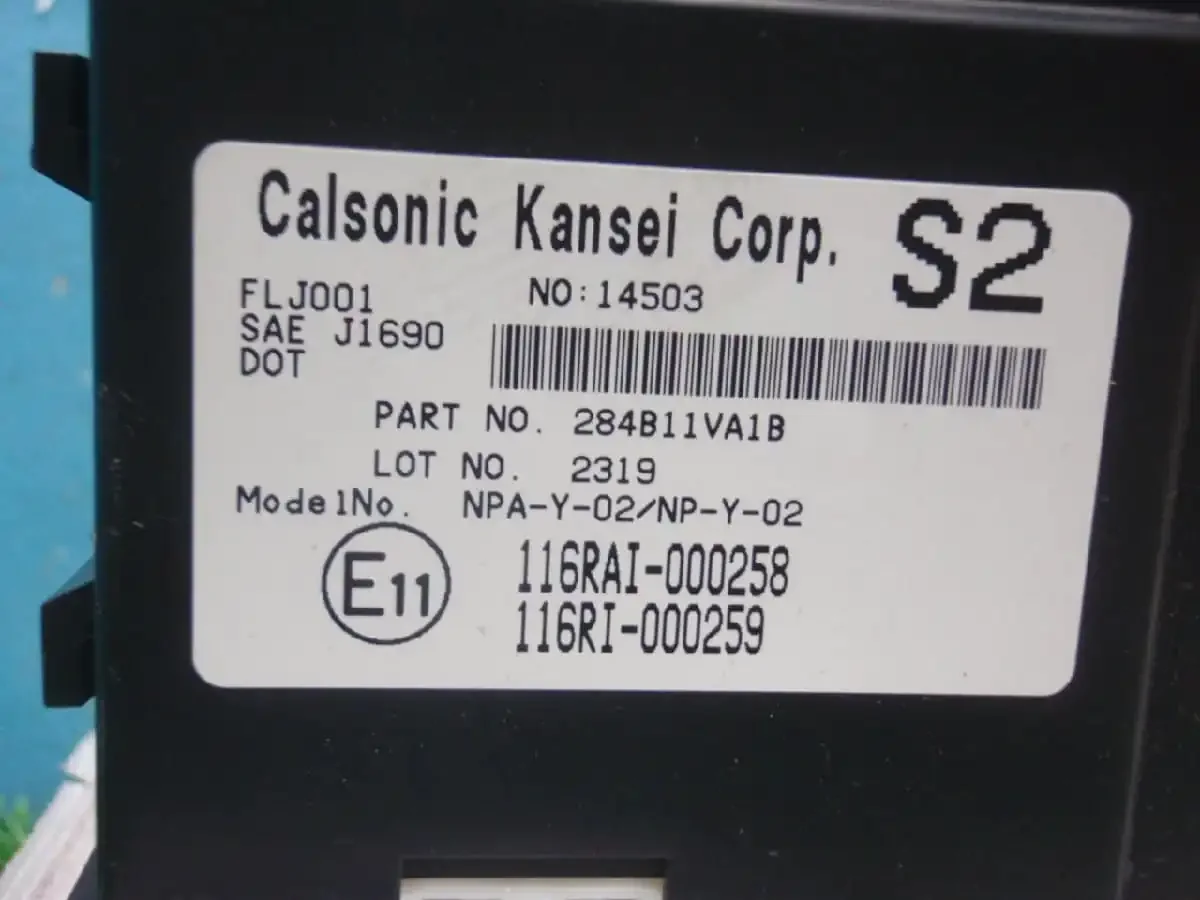 Calsonic Kansei Corp. S2
FLJ001 NO:14503
SAE J1690
DOT
PART NO. 284B11VA1B
LOT NO. 2319
ModelNo. NPA-Y-02/NP-Y-02
E11 116RAI-000258
116RI-000259